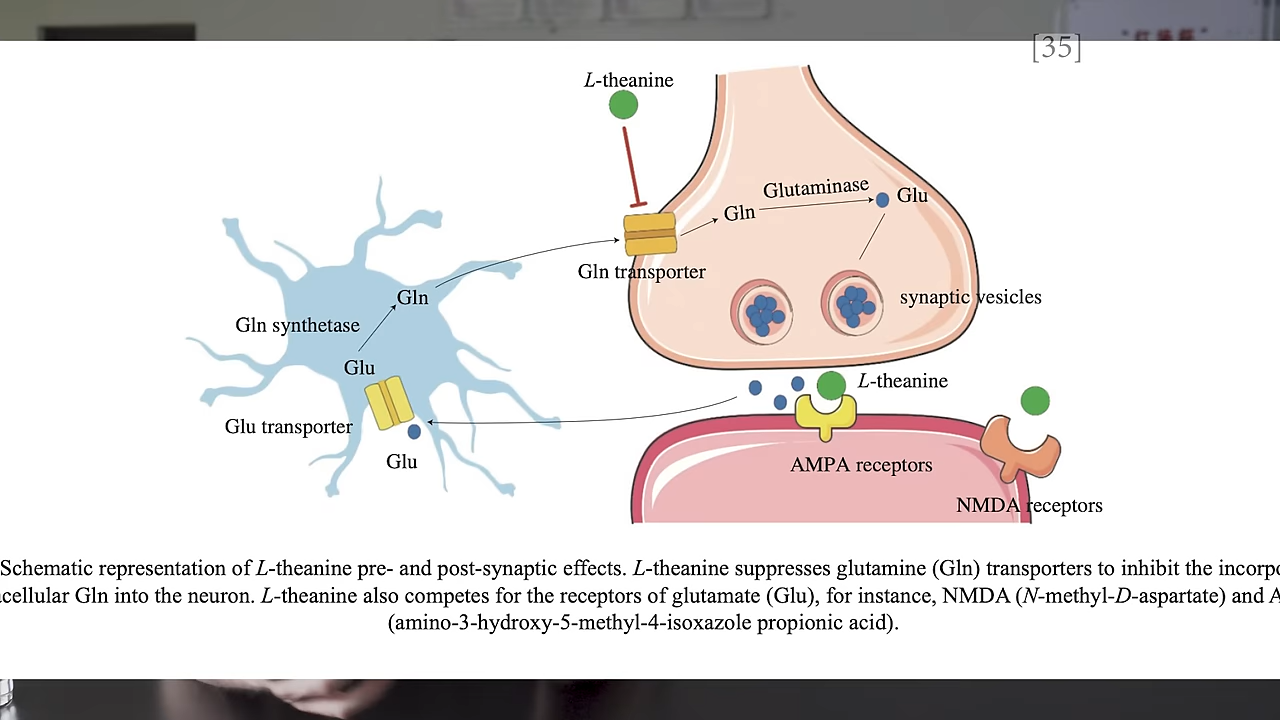 [35]
L-theanine
Glutaminase
Glu
Gln
Gln transporter
Gln
synaptic vesicles
Gln synthetase
Glu
L-theanine
Glu transporter
Glu
AMPA receptors
NMDA receptors
Schematic representation of L-theanine pre- and post-synaptic effects. L-theanine suppresses glutamine (Gln) transporters to inhibit the incorpo
acellular Gln into the neuron. L-theanine also competes for the receptors of glutamate (Glu), for instance, NMDA (N-methyl-D-aspartate) and A
(amino-3-hydroxy-5-methyl-4-isoxazole propionic acid).